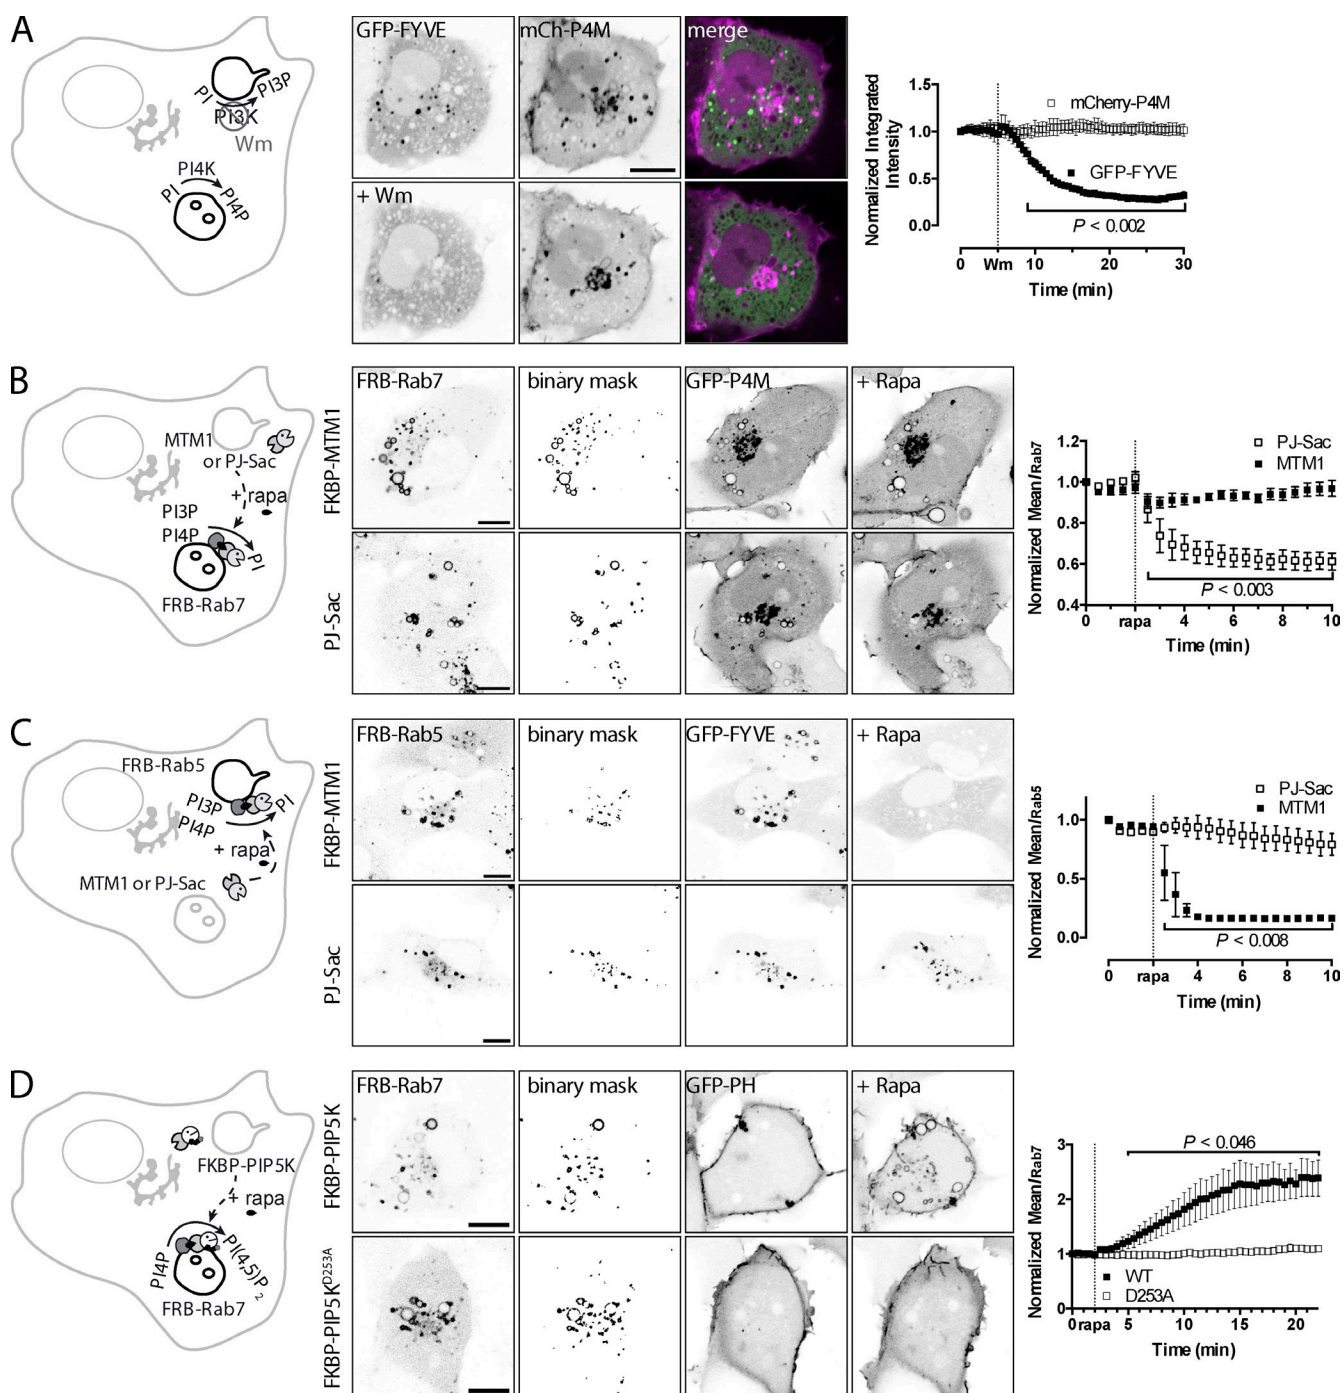 A
PI
PI3P
PI3K
Wm
PI4K
PI
PI4P
GFP-FYVE
mCh-P4M
merge
+ Wm
Normalized Integrated
Intensity
1.5
1.0
0.5
0.0
mCherry-P4M
GFP-FYVE
P < 0.002
0
Wm
10
20
30
Time (min)
B
MTM1
or PJ-Sac
+ rapa
PI3P
PI4P
PI
FRB-Rab7
FKBP-MTM1
PJ-Sac
FRB-Rab7
binary mask
GFP-P4M
+ Rapa
Normalized Mean/Rab7
1.2
1.0
0.8
0.6
0.4
PJ-Sac
MTM1
P < 0.003
0
rapa
4
6
8
10
Time (min)
C
FRB-Rab5
PI3P
PI4P
PI
+ rapa
MTM1 or PJ-Sac
FKBP-MTM1
PJ-Sac
FRB-Rab5
binary mask
GFP-FYVE
+ Rapa
Normalized Mean/Rab5
1.0
0.5
0.0
PJ-Sac
MTM1
P < 0.008
0
rapa
4
6
8
10
Time (min)
D
FKBP-PIP5K
+ rapa
PI4P
PI(4,5)P
2
FRB-Rab7
FKBP-PIP5K
FKBP-PIP5K^D253A
FRB-Rab7
binary mask
GFP-PH
+ Rapa
Normalized Mean/Rab7
3
2
1
0
P < 0.046
WT
D253A
0
rapa
5
10
15
20
Time (min)